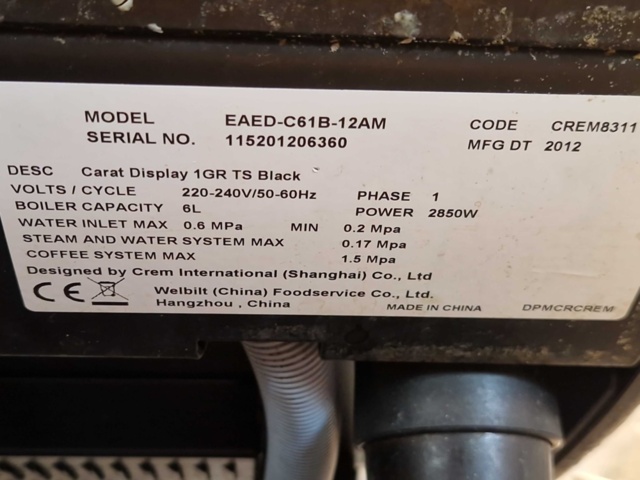 MODEL EAED-C61B-12AM CODE CREM8311
SERIAL NO. 115201206360 MFG DT 2012
DESC Carat Display 1GR TS Black
VOLTS / CYCLE 220-240V/50-60Hz PHASE 1
BOILER CAPACITY 6L POWER 2850W
WATER INLET MAX 0.6 MPa MIN 0.2 Mpa
STEAM AND WATER SYSTEM MAX 0.17 Mpa
COFFEE SYSTEM MAX 1.5 Mpa
Designed by Crem International (Shanghai) Co., Ltd
CE Welbilt (China) Foodservice Co., Ltd.
Hangzhou , China MADE IN CHINA DPMCRCREM